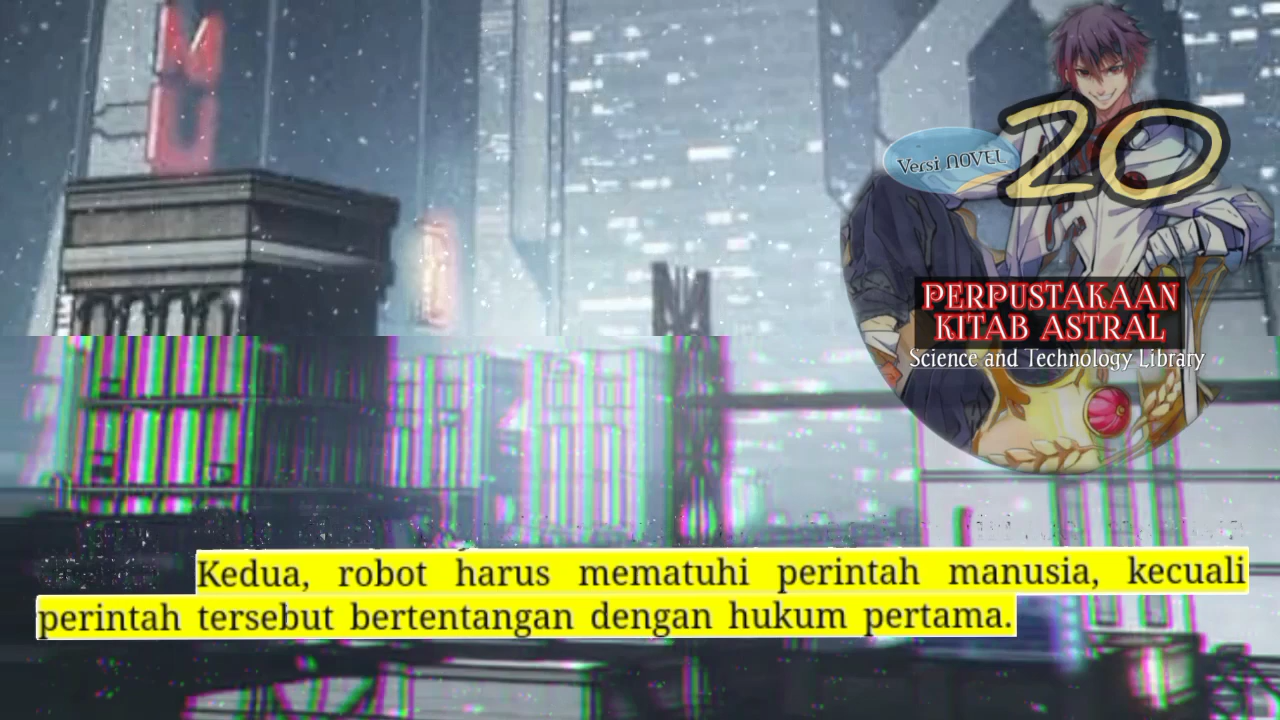 MU
Versi NOVEL
20
PERPUSTAKAAN
KITAB ASTRAL
Science and Technology Library
Kedua, robot harus mematuhi perintah manusia, kecuali
perintah tersebut bertentangan dengan hukum pertama.